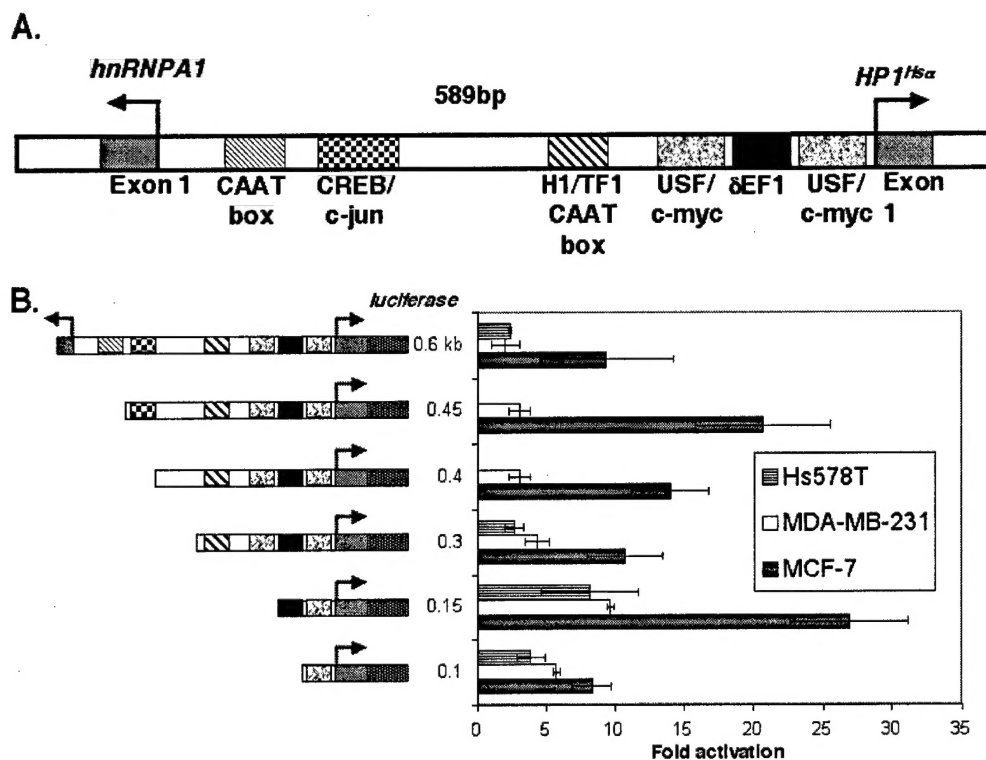 A.
hnRNPA1
589bp
HP1Hsα
Exon 1
CAAT box
CREB/ c-jun
H1/TF1 CAAT box
USF/ c-myc
δEF1
USF/ c-myc
Exon 1
B.
luciferase
0.6 kb
0.45
0.4
0.3
0.15
0.1
Hs578T
MDA-MB-231
MCF-7
0 5 10 15 20 25 30 35
Fold activation